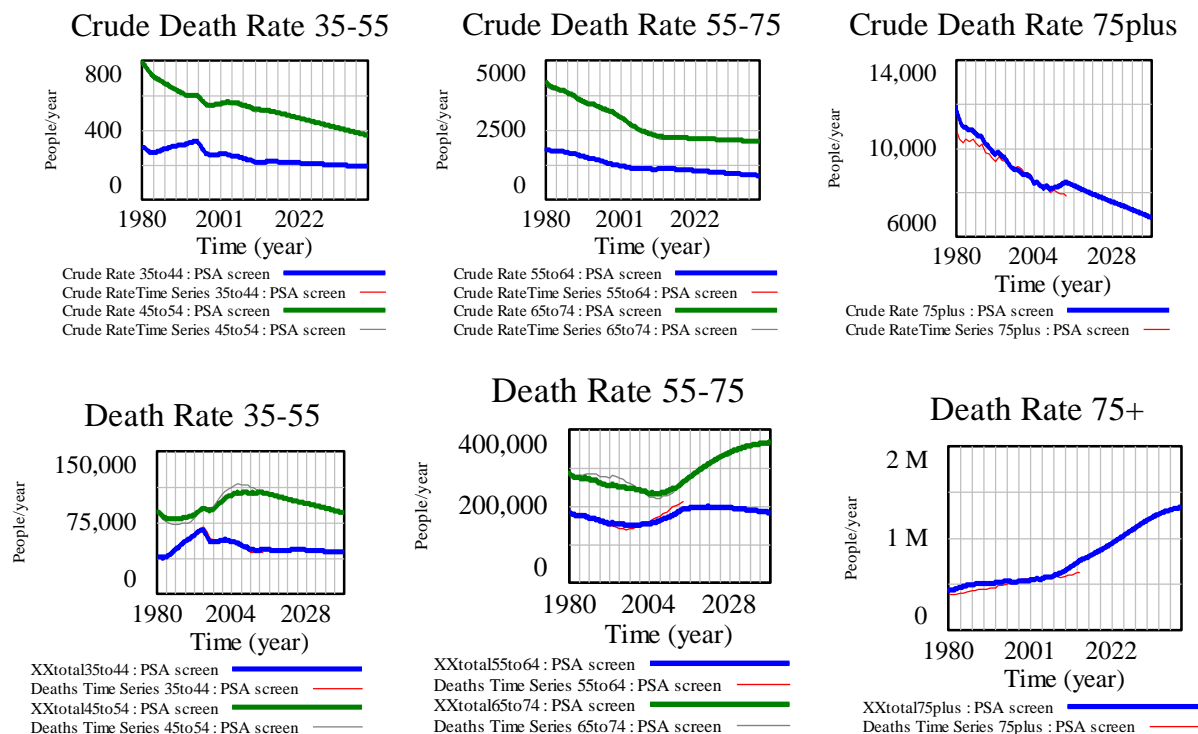 Crude Death Rate 35-55
800
400
0
People/year
1980 2001 2022
Time (year)
Crude Rate 35to44 : PSA screen
Crude RateTime Series 35to44 : PSA screen
Crude Rate 45to54 : PSA screen
Crude RateTime Series 45to54 : PSA screen
Crude Death Rate 55-75
5000
2500
0
People/year
1980 2001 2022
Time (year)
Crude Rate 55to64 : PSA screen
Crude RateTime Series 55to64 : PSA screen
Crude Rate 65to74 : PSA screen
Crude RateTime Series 65to74 : PSA screen
Crude Death Rate 75plus
14,000
10,000
6000
People/year
1980 2004 2028
Time (year)
Crude Rate 75plus : PSA screen
Crude RateTime Series 75plus : PSA screen
Death Rate 35-55
150,000
75,000
0
People/year
1980 2004 2028
Time (year)
XXtotal35to44 : PSA screen
Deaths Time Series 35to44 : PSA screen
XXtotal45to54 : PSA screen
Deaths Time Series 45to54 : PSA screen
Death Rate 55-75
400,000
200,000
0
People/year
1980 2004 2028
Time (year)
XXtotal55to64 : PSA screen
Deaths Time Series 55to64 : PSA screen
XXtotal65to74 : PSA screen
Deaths Time Series 65to74 : PSA screen
Death Rate 75+
2 M
1 M
0
People/year
1980 2001 2022
Time (year)
XXtotal75plus : PSA screen
Deaths Time Series 75plus : PSA screen